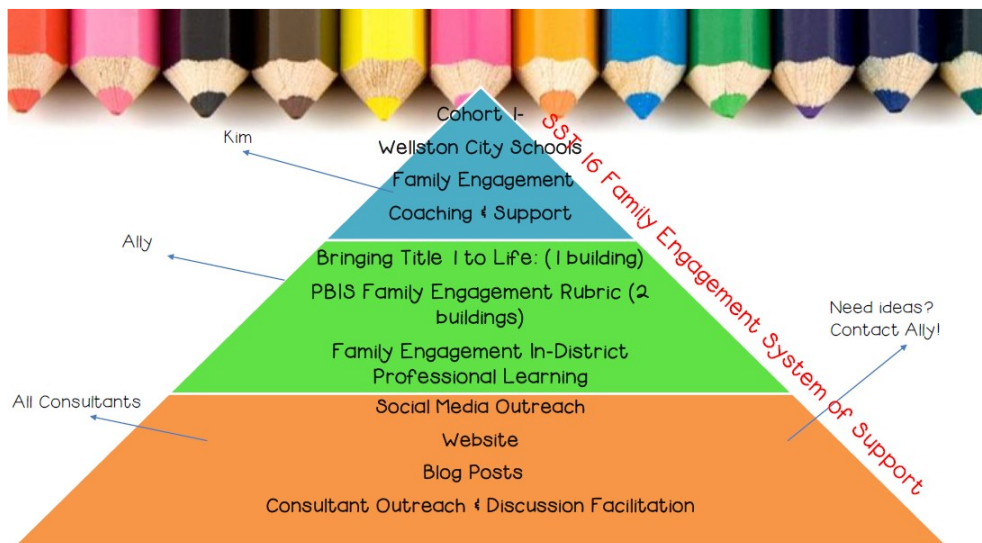 Cohort 1-
Wellston City Schools
Family Engagement
Coaching & Support
Kim
SST 16 Family Engagement System of Support
Ally
Bringing Title 1 to Life: (1 building)
PBIS Family Engagement Rubric (2
buildings)
Family Engagement In-District
Professional Learning
Need ideas?
Contact Ally!
All Consultants
Social Media Outreach
Website
Blog Posts
Consultant Outreach & Discussion Facilitation